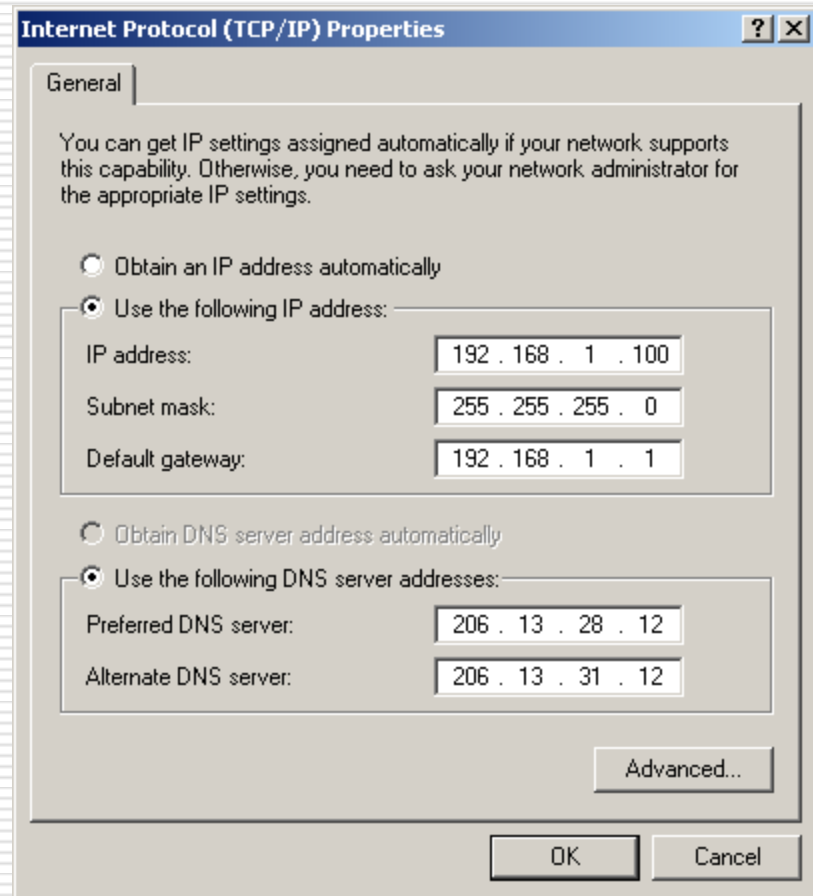 Internet Protocol (TCP/IP) Properties
General
You can get IP settings assigned automatically if your network supports
this capability. Otherwise, you need to ask your network administrator for
the appropriate IP settings.
Obtain an IP address automatically
Use the following IP address:
IP address: 192 . 168 . 1 . 100
Subnet mask: 255 . 255 . 255 . 0
Default gateway: 192 . 168 . 1 . 1
Obtain DNS server address automatically
Use the following DNS server addresses:
Preferred DNS server: 206 . 13 . 28 . 12
Alternate DNS server: 206 . 13 . 31 . 12
Advanced...
OK Cancel